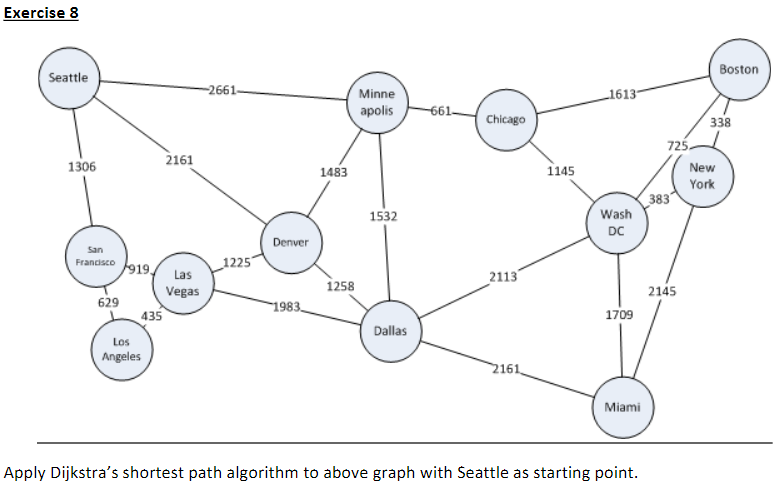 Exercise 8
Seattle
2661
Minne
apolis
661
Chicago
1613
Boston
338
725
New
York
1306
2161
1483
1145
383
Wash
DC
1532
Denver
San
Francisco
919
Las
Vegas
1225
1258
2113
2145
629
435
1983
1709
Los
Angeles
Dallas
2161
Miami
Apply Dijkstra’s shortest path algorithm to above graph with Seattle as starting point.